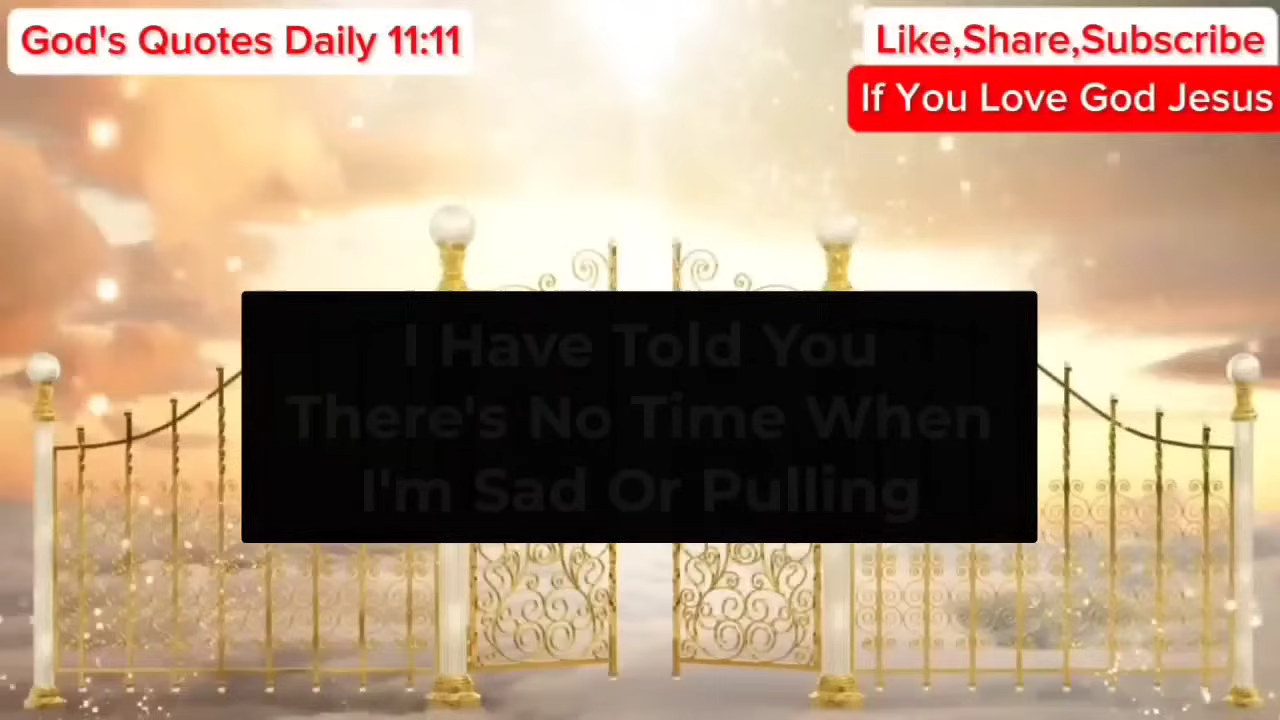 God's Quotes Daily 11:11
Like,Share,Subscribe
If You Love God Jesus
I Have Told You
There's No Time When
I'm Sad Or Pulling